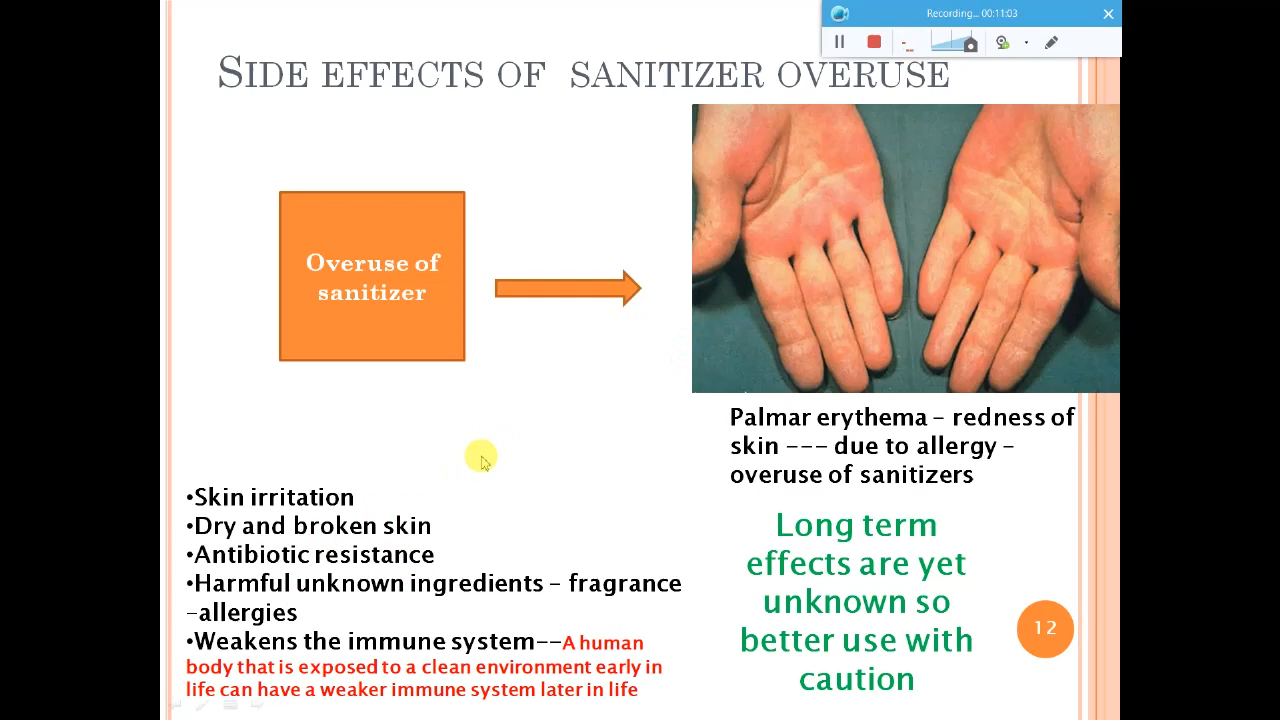 Recording... 00:11:03
SIDE EFFECTS OF SANITIZER OVERUSE
Overuse of
sanitizer
Palmar erythema – redness of
skin --- due to allergy –
overuse of sanitizers
•Skin irritation
•Dry and broken skin
•Antibiotic resistance
•Harmful unknown ingredients – fragrance
–allergies
•Weakens the immune system--A human
body that is exposed to a clean environment early in
life can have a weaker immune system later in life
Long term
effects are yet
unknown so
better use with
caution
12